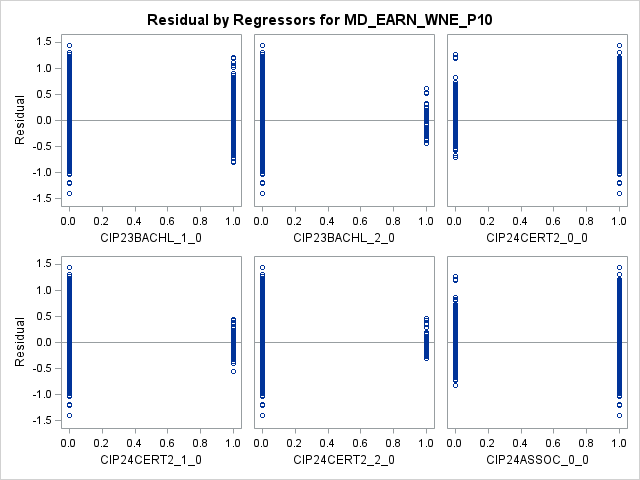 Residual by Regressors for MD_EARN_WNE_P10
1.5
1.0
0.5
0.0
-0.5
-1.0
-1.5
Residual
0.0 0.2 0.4 0.6 0.8 1.0
CIP23BACHL_1_0
0.0 0.2 0.4 0.6 0.8 1.0
CIP23BACHL_2_0
0.0 0.2 0.4 0.6 0.8 1.0
CIP24CERT2_0_0
1.5
1.0
0.5
0.0
-0.5
-1.0
-1.5
Residual
0.0 0.2 0.4 0.6 0.8 1.0
CIP24CERT2_1_0
0.0 0.2 0.4 0.6 0.8 1.0
CIP24CERT2_2_0
0.0 0.2 0.4 0.6 0.8 1.0
CIP24ASSOC_0_0